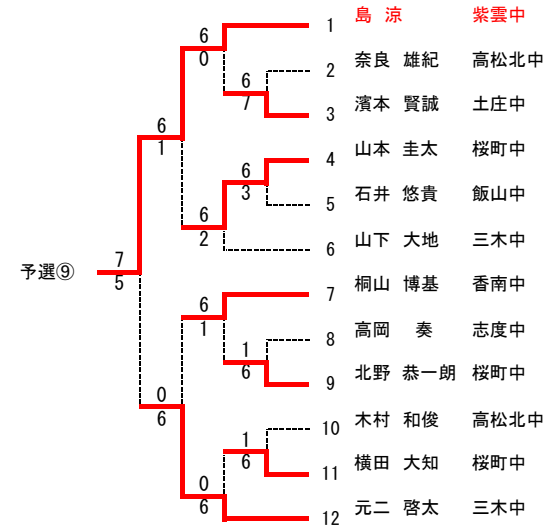 1 島 涼 紫雲中
2 奈良 雄紀 高松北中
3 濱本 賢誠 土庄中
4 山本 圭太 桜町中
5 石井 悠貴 飯山中
6 山下 大地 三木中
7 桐山 博基 香南中
8 高岡 奏 志度中
9 北野 恭一朗 桜町中
10 木村 和俊 高松北中
11 横田 大知 桜町中
12 元二 啓太 三木中
予選⑨
7
5
6
1
0
6
6
0
6
2
6
1
0
6
6
7
6
3
1
6
1
6